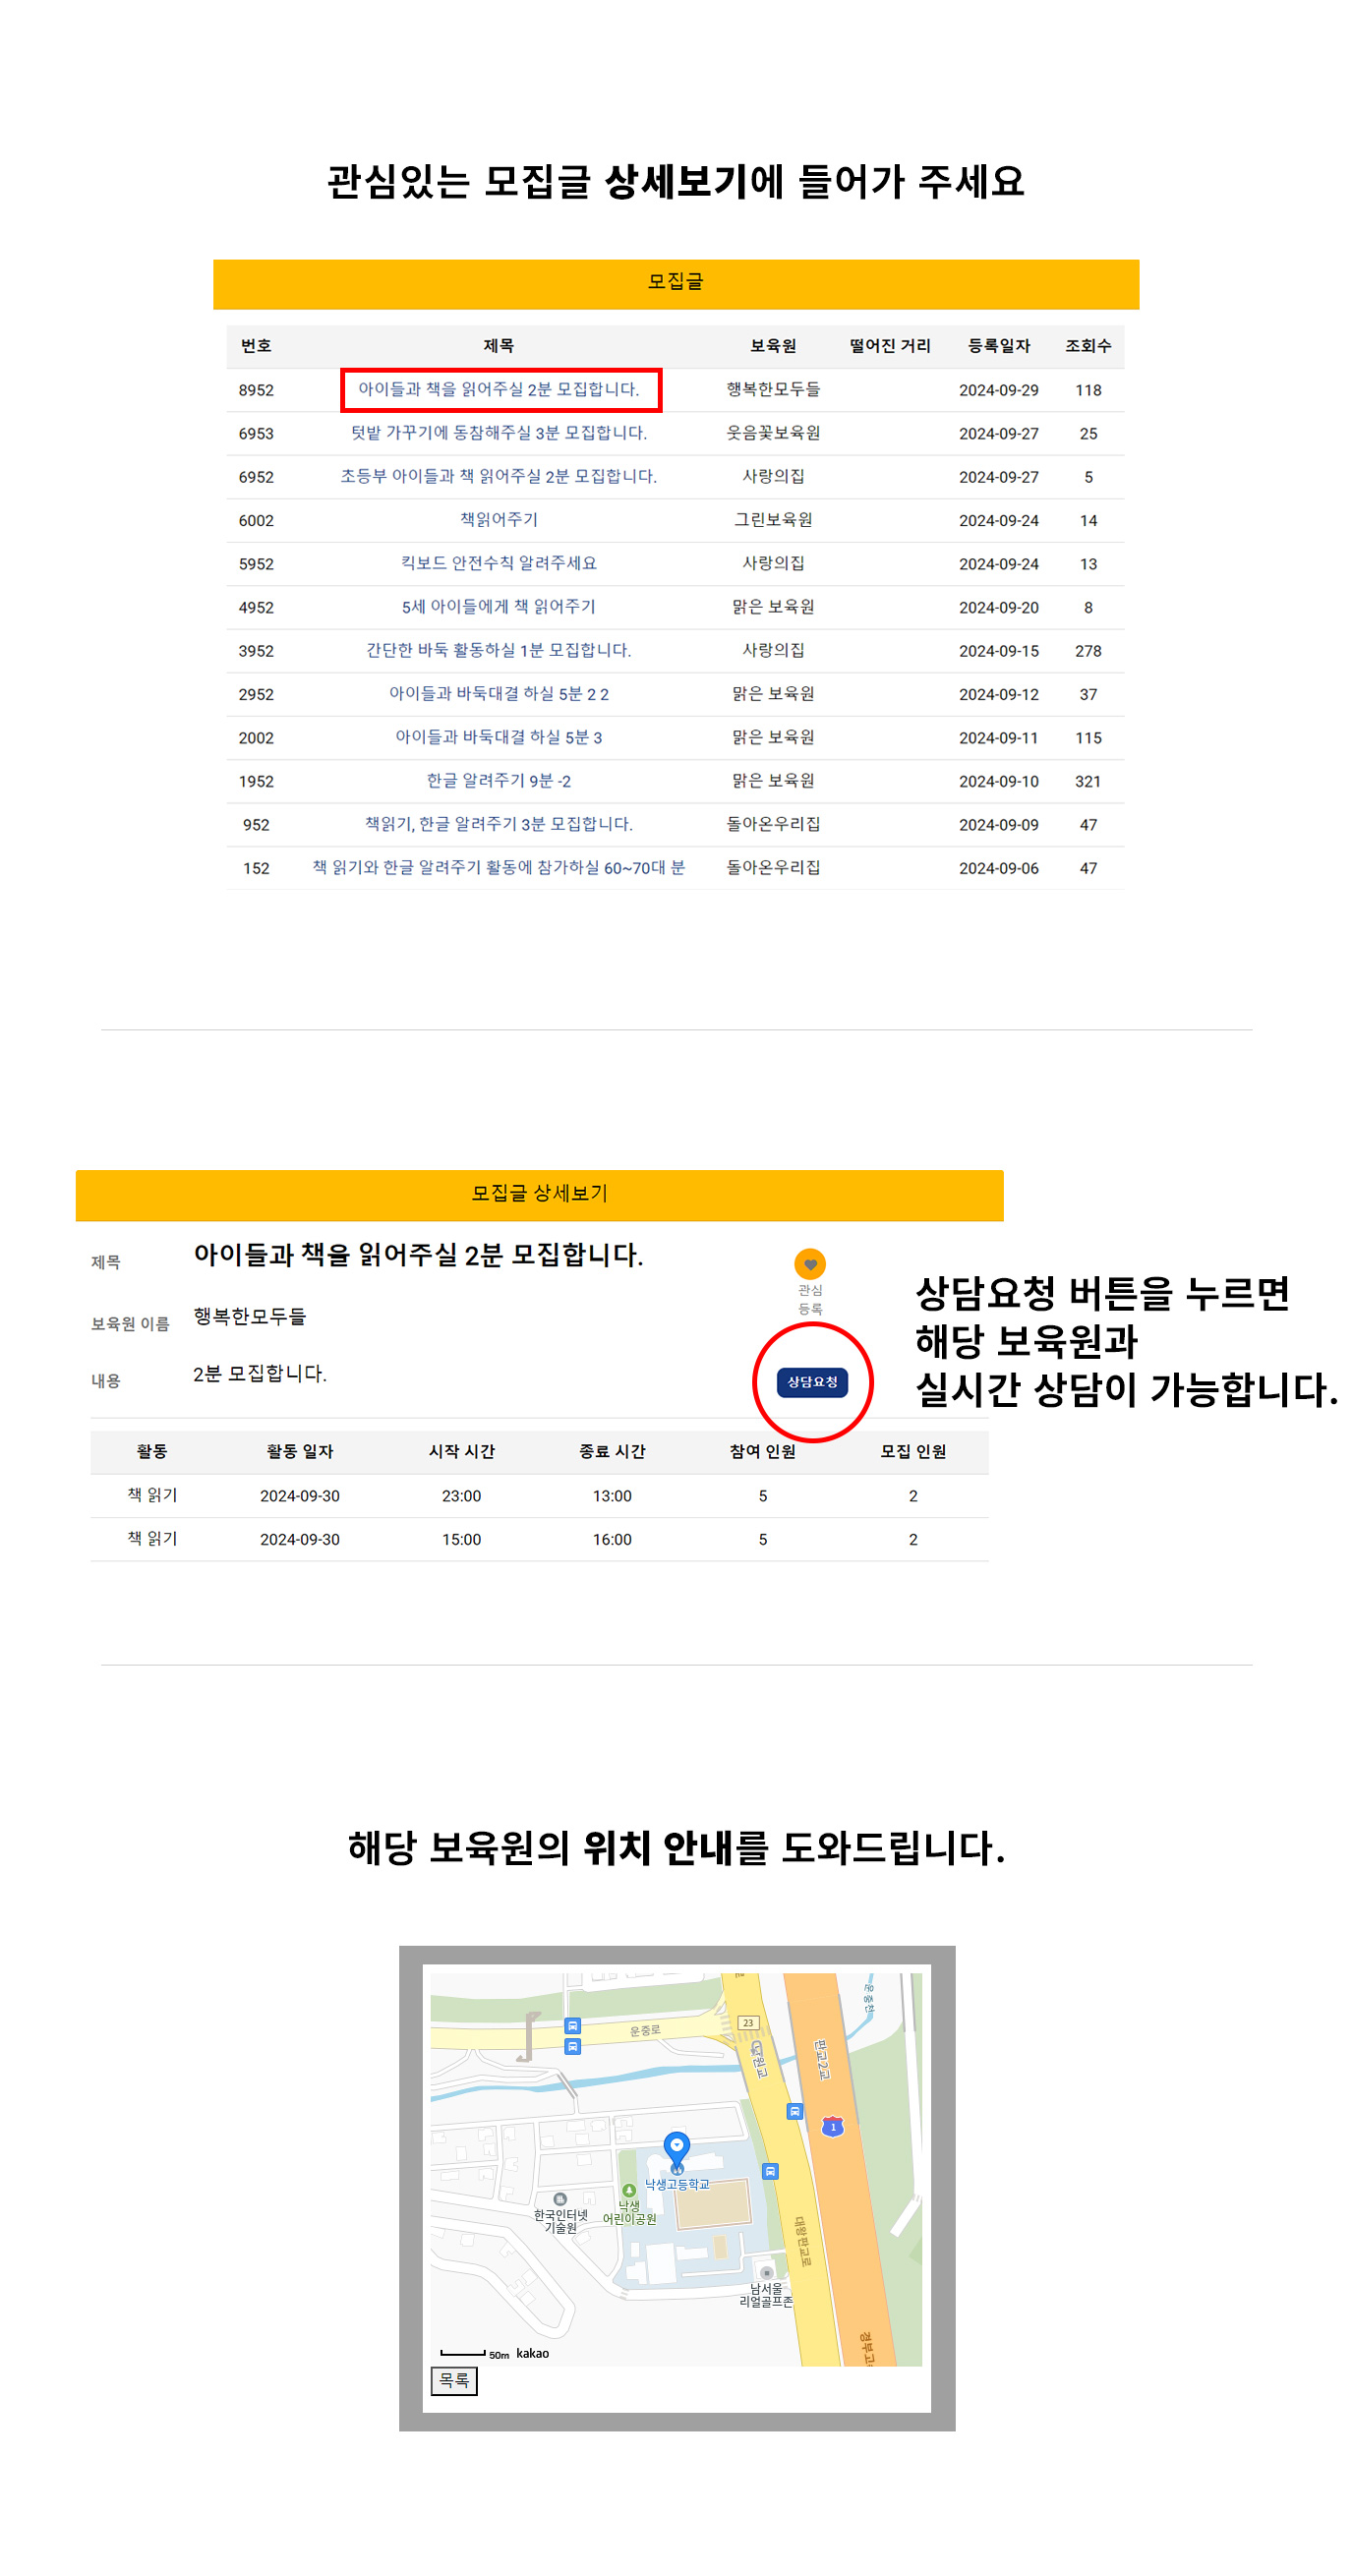 관심있는 모집글 상세보기에 들어가 주세요
모집글
번호 제목 보육원 떨어진 거리 등록일자 조회수
8952 아이들과 책을 읽어주실 2분 모집합니다. 행복한모두들 2024-09-29 118
6953 텃밭 가꾸기에 동참해주실 3분 모집합니다. 웃음꽃보육원 2024-09-27 25
6952 초등부 아이들과 책 읽어주실 2분 모집합니다. 사랑의집 2024-09-27 5
6002 책읽어주기 그린보육원 2024-09-24 14
5952 킥보드 안전수칙 알려주세요 사랑의집 2024-09-24 13
4952 5세 아이들에게 책 읽어주기 맑은 보육원 2024-09-20 8
3952 간단한 바둑 활동하실 1분 모집합니다. 사랑의집 2024-09-15 278
2952 아이들과 바둑대결 하실 5분 2 2 맑은 보육원 2024-09-12 37
2002 아이들과 바둑대결 하실 5분 3 맑은 보육원 2024-09-11 115
1952 한글 알려주기 9분 -2 맑은 보육원 2024-09-10 321
952 책읽기, 한글 알려주기 3분 모집합니다. 돌아온우리집 2024-09-09 47
152 책 읽기와 한글 알려주기 활동에 참가하실 60~70대 분 돌아온우리집 2024-09-06 47
모집글 상세보기
제목 아이들과 책을 읽어주실 2분 모집합니다.
관심
등록
보육원 이름 행복한모두들
내용 2분 모집합니다.
상담요청
상담요청 버튼을 누르면
해당 보육원과
실시간 상담이 가능합니다.
활동 활동 일자 시작 시간 종료 시간 참여 인원 모집 인원
책 읽기 2024-09-30 23:00 13:00 5 2
책 읽기 2024-09-30 15:00 16:00 5 2
해당 보육원의 위치 안내를 도와드립니다.
운중천
운중로
23
낙원교
판교2교
1
낙생고등학교
한국인터넷
기술원
낙생
어린이공원
대왕판교로
남서울
리얼골프존
경부고
50m kakao
목록